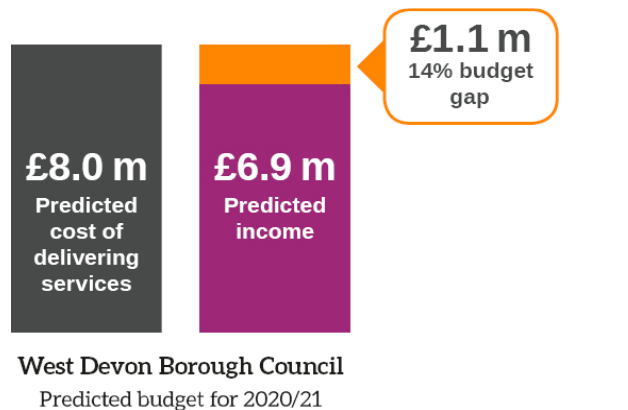 £1.1 m
14% budget
gap
£8.0 m
Predicted
cost of
delivering
services
£6.9 m
Predicted
income
West Devon Borough Council
Predicted budget for 2020/21